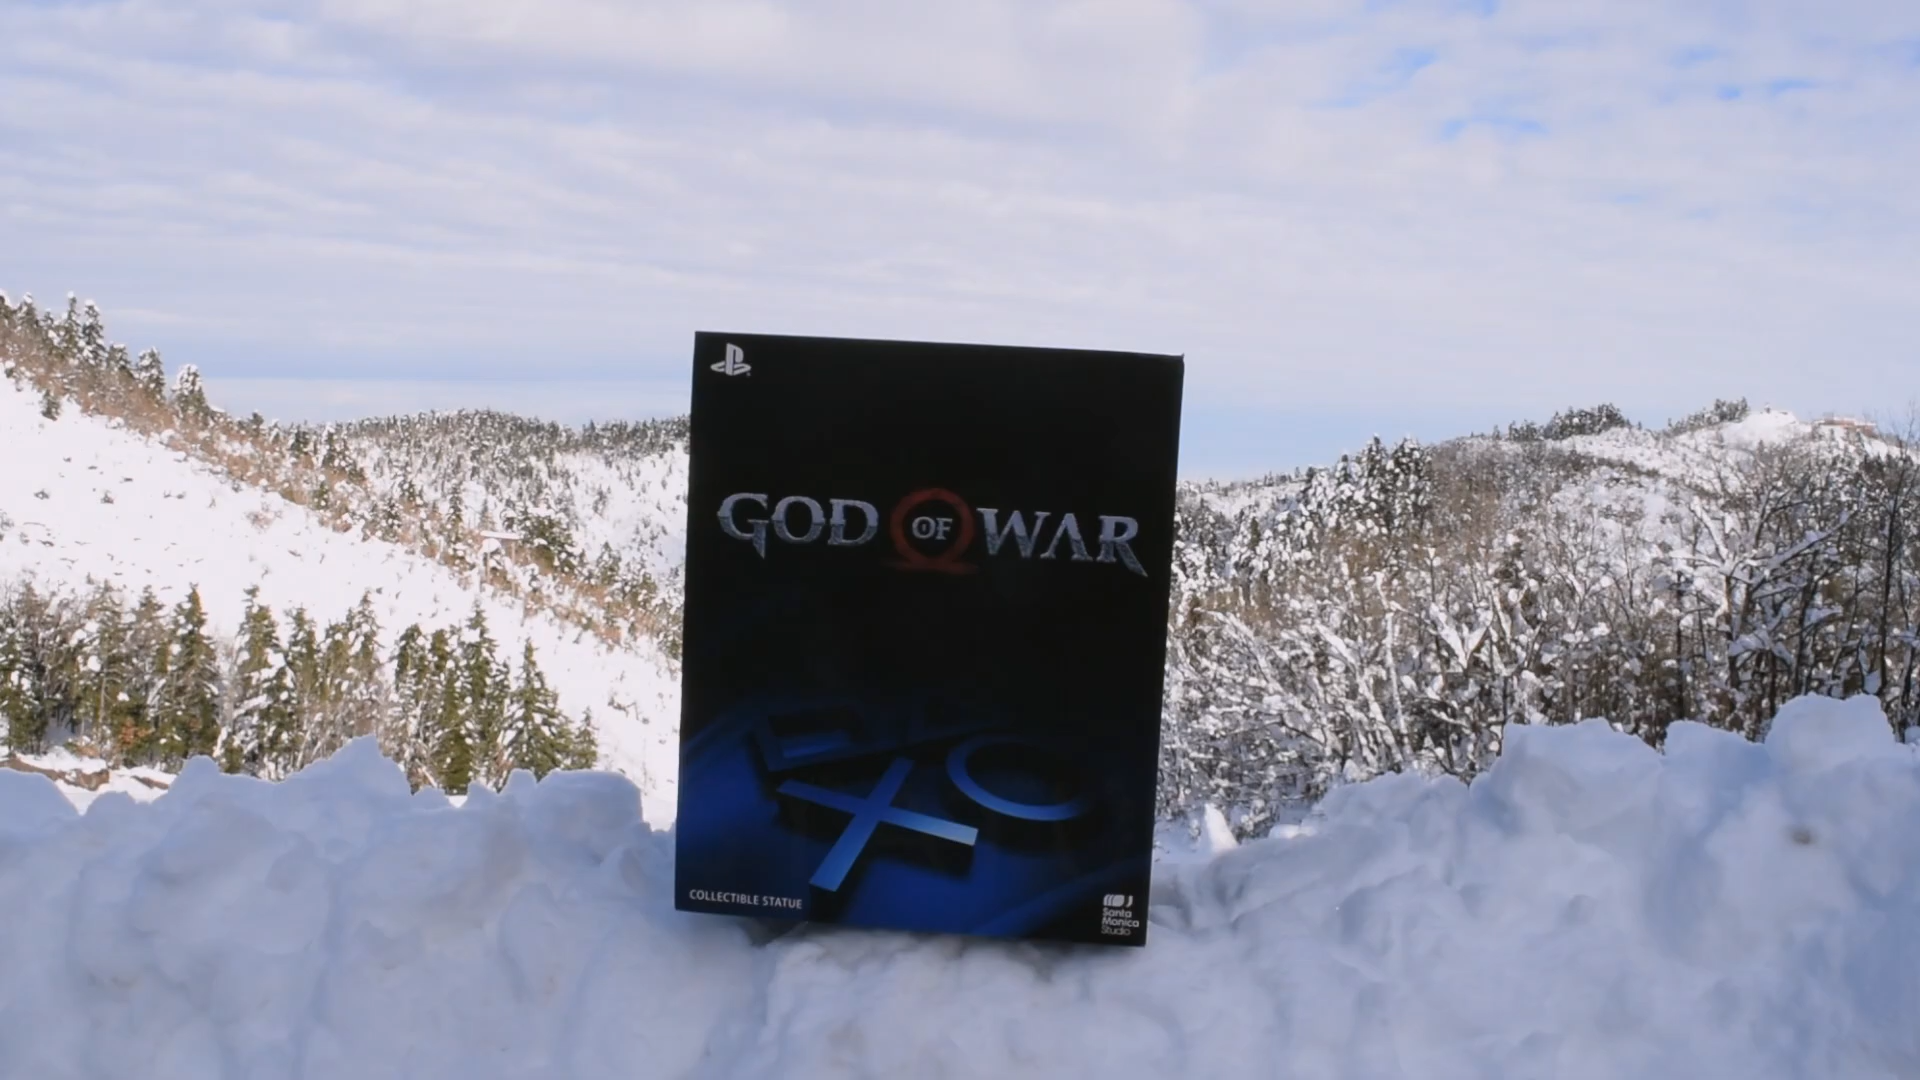 GOD OF WAR
COLLECTIBLE STATUE
Santa
Monica
Studio